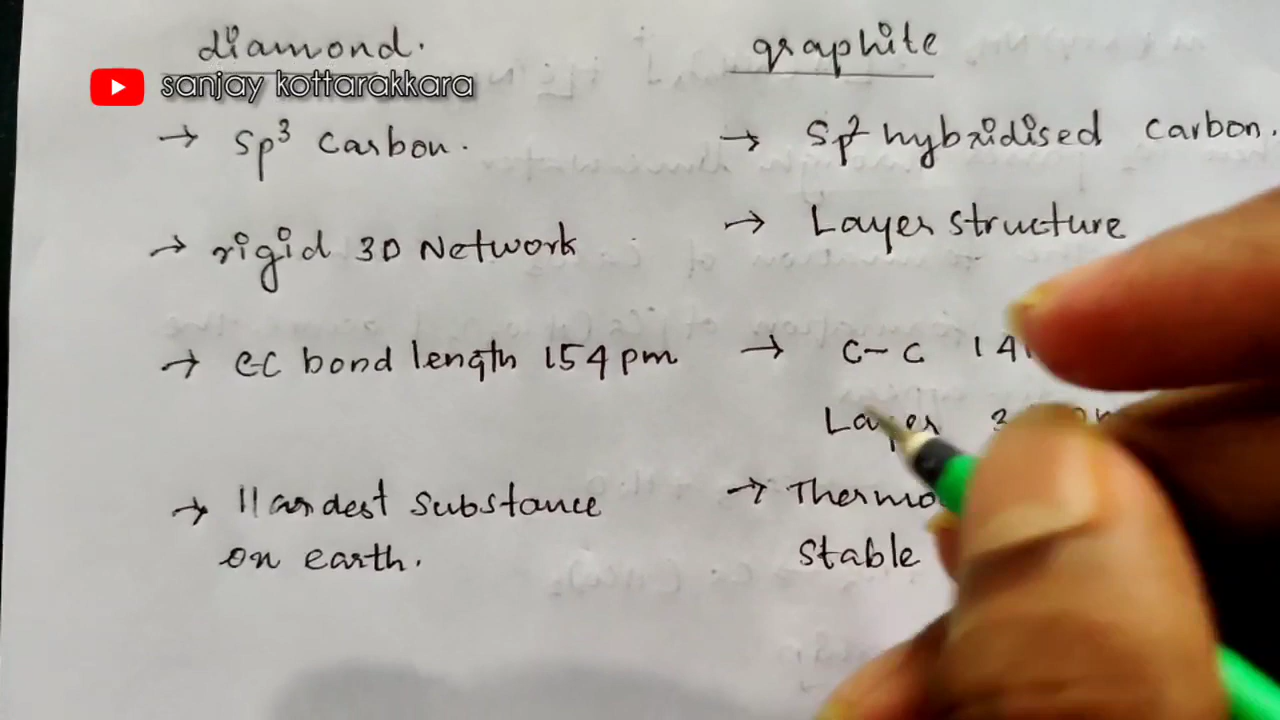 diamond.
graphite
sanjay kottarakkara
→ Sp³ Carbon.
→ Sp² hybridised Carbon.
→ rigid 3D Network
→ Layer structure
→ CC bond length 154 pm
→ C-C
Layer
→ Hardest substance
on earth.
→
stable